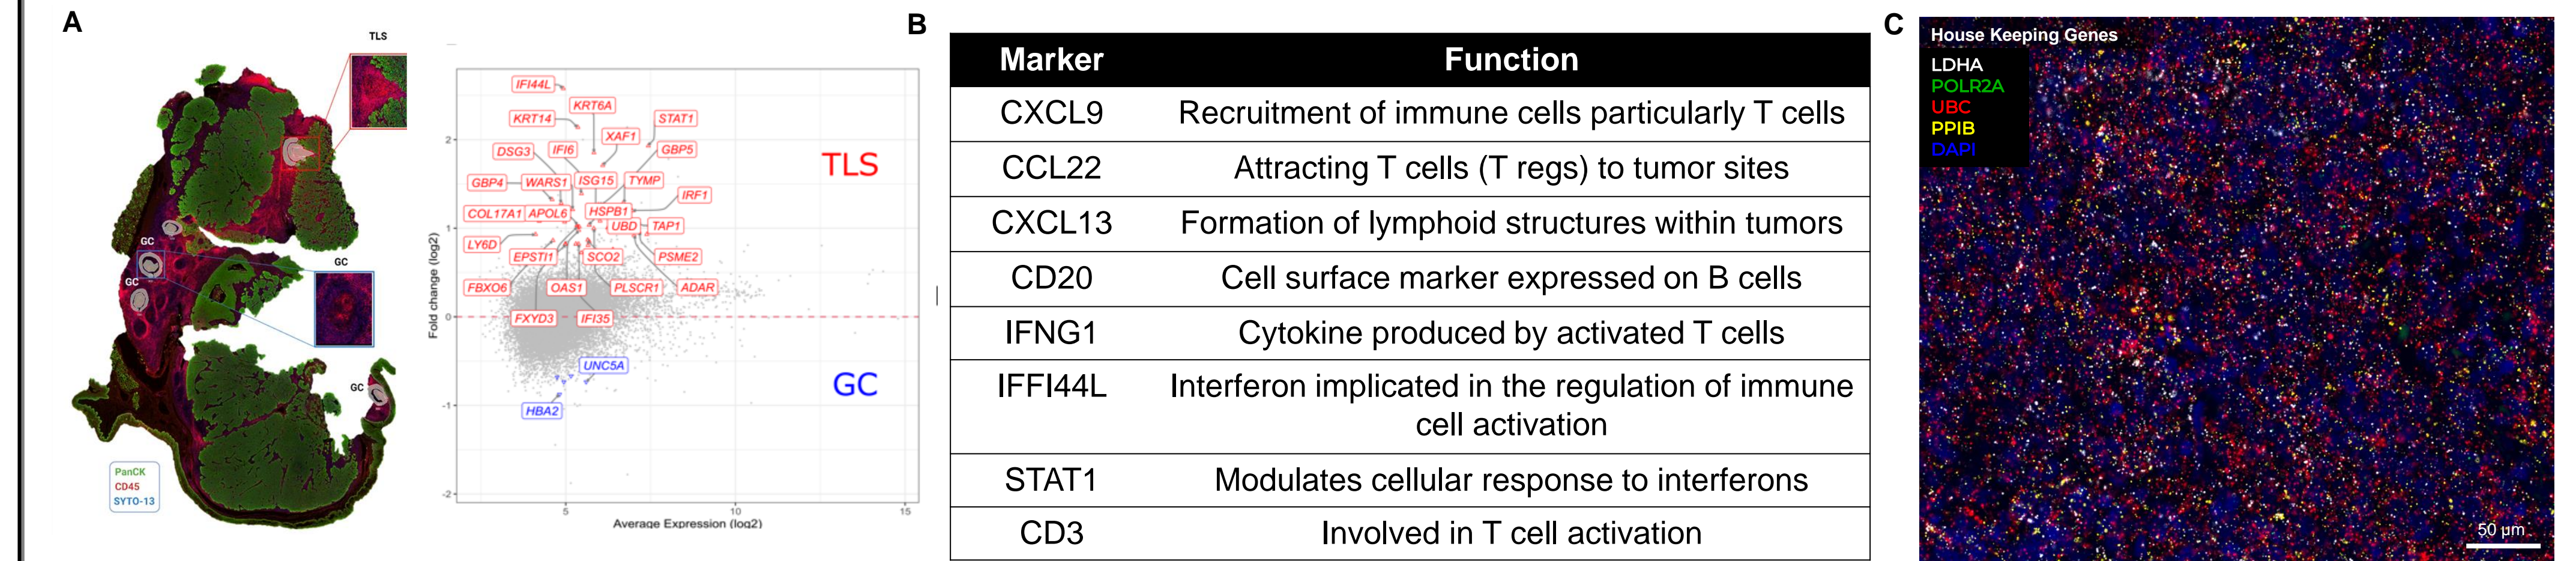 A
TLS
GC
GC
GC
GC
PanCK
CD45
SYTO-13
Fold change (log2)
2
1
0
-1
-2
5
10
15
Average Expression (log2)
IFI44L
KRT6A
KRT14
STAT1
XAF1
DSG3
IFI6
GBP5
GBP4
WARS1
ISG15
TYMP
IRF1
COL17A1
APOL6
HSPB1
UBD
TAP1
LY6D
EPSTI1
SCO2
PSME2
FBXO6
OAS1
PLSCR1
ADAR
FXYD3
IFI35
UNC5A
HBA2
TLS
GC
B
Marker Function
CXCL9 Recruitment of immune cells particularly T cells
CCL22 Attracting T cells (T regs) to tumor sites
CXCL13 Formation of lymphoid structures within tumors
CD20 Cell surface marker expressed on B cells
IFNG1 Cytokine produced by activated T cells
IFFI44L Interferon implicated in the regulation of immune
cell activation
STAT1 Modulates cellular response to interferons
CD3 Involved in T cell activation
C
House Keeping Genes
LDHA
POLR2A
UBC
PPIB
DAPI
50 µm